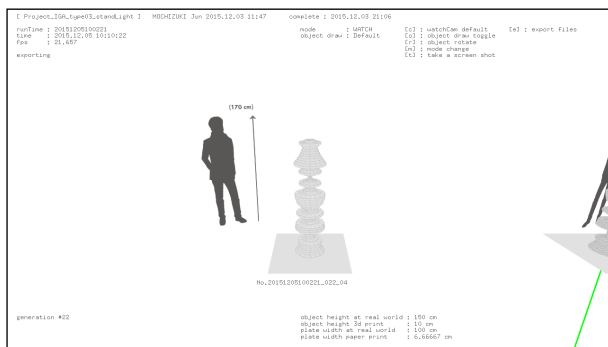 [ Project_IGA_type03_standLight ]   MOCHIZUKI Jun 2015.12.03 11:47   complete : 2015.12.03 21:06
runTime : 20151205100221   mode : WATCH   [c] ; watchCam default   [e] ; export files
time : 2015.12.05 10:10:22   object draw : Default   [o] ; object draw toggle
fps : 21.657   [r] ; object rotate
[m] ; mode change
exporting   [t] ; take a screen shot
(170 cm)
No.20151205100221_022_04
generation #22   object height at real world : 150 cm
object height 3d print : 10 cm
plate width at real world : 100 cm
plate width paper print : 6.66667 cm